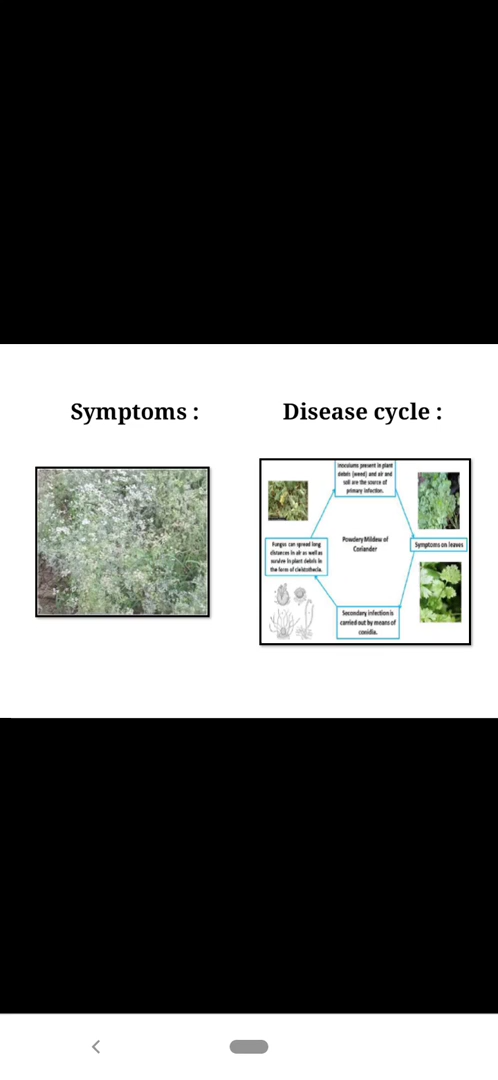 Symptoms :
Disease cycle :
Inoculums present in plant
debris (weed) and air and
soil are the source of
primary infection.
Powdery Mildew of
Coriander
Symptoms on leaves
Fungus can spread long
distances in air as well as
survive in plant debris in
the form of cleistothecia.
Secondary infection is
carried out by means of
conidia.